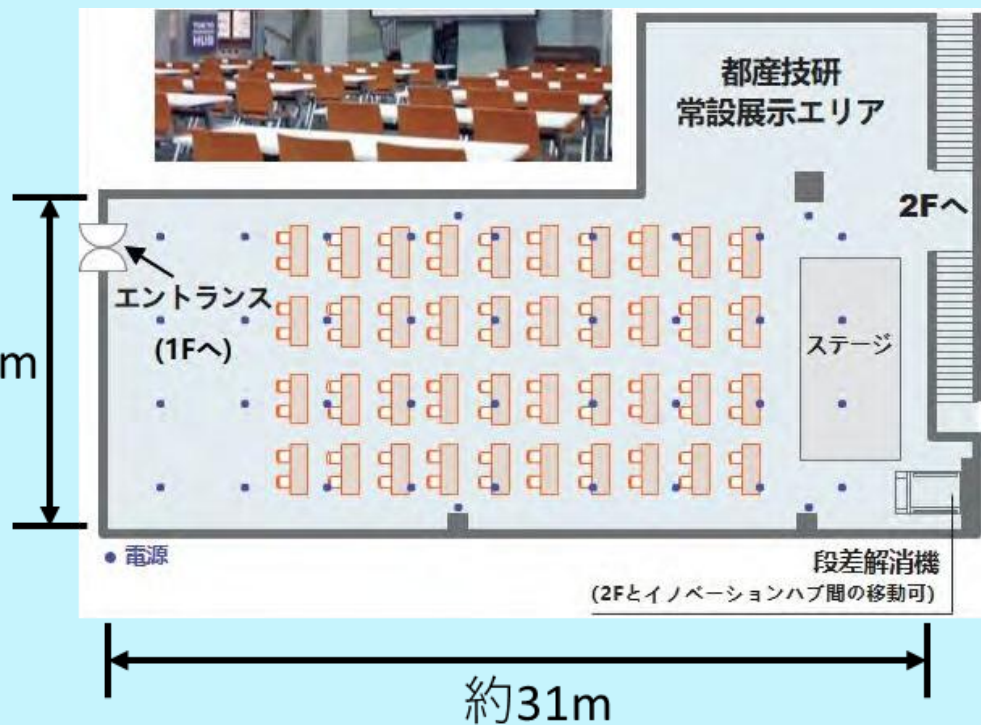 TOKYO
HUB
都産技研
常設展示エリア
2Fへ
エントランス
(1Fへ)
m
ステージ
電源
段差解消機
(2Fとイノベーションハブ間の移動可)
約31m